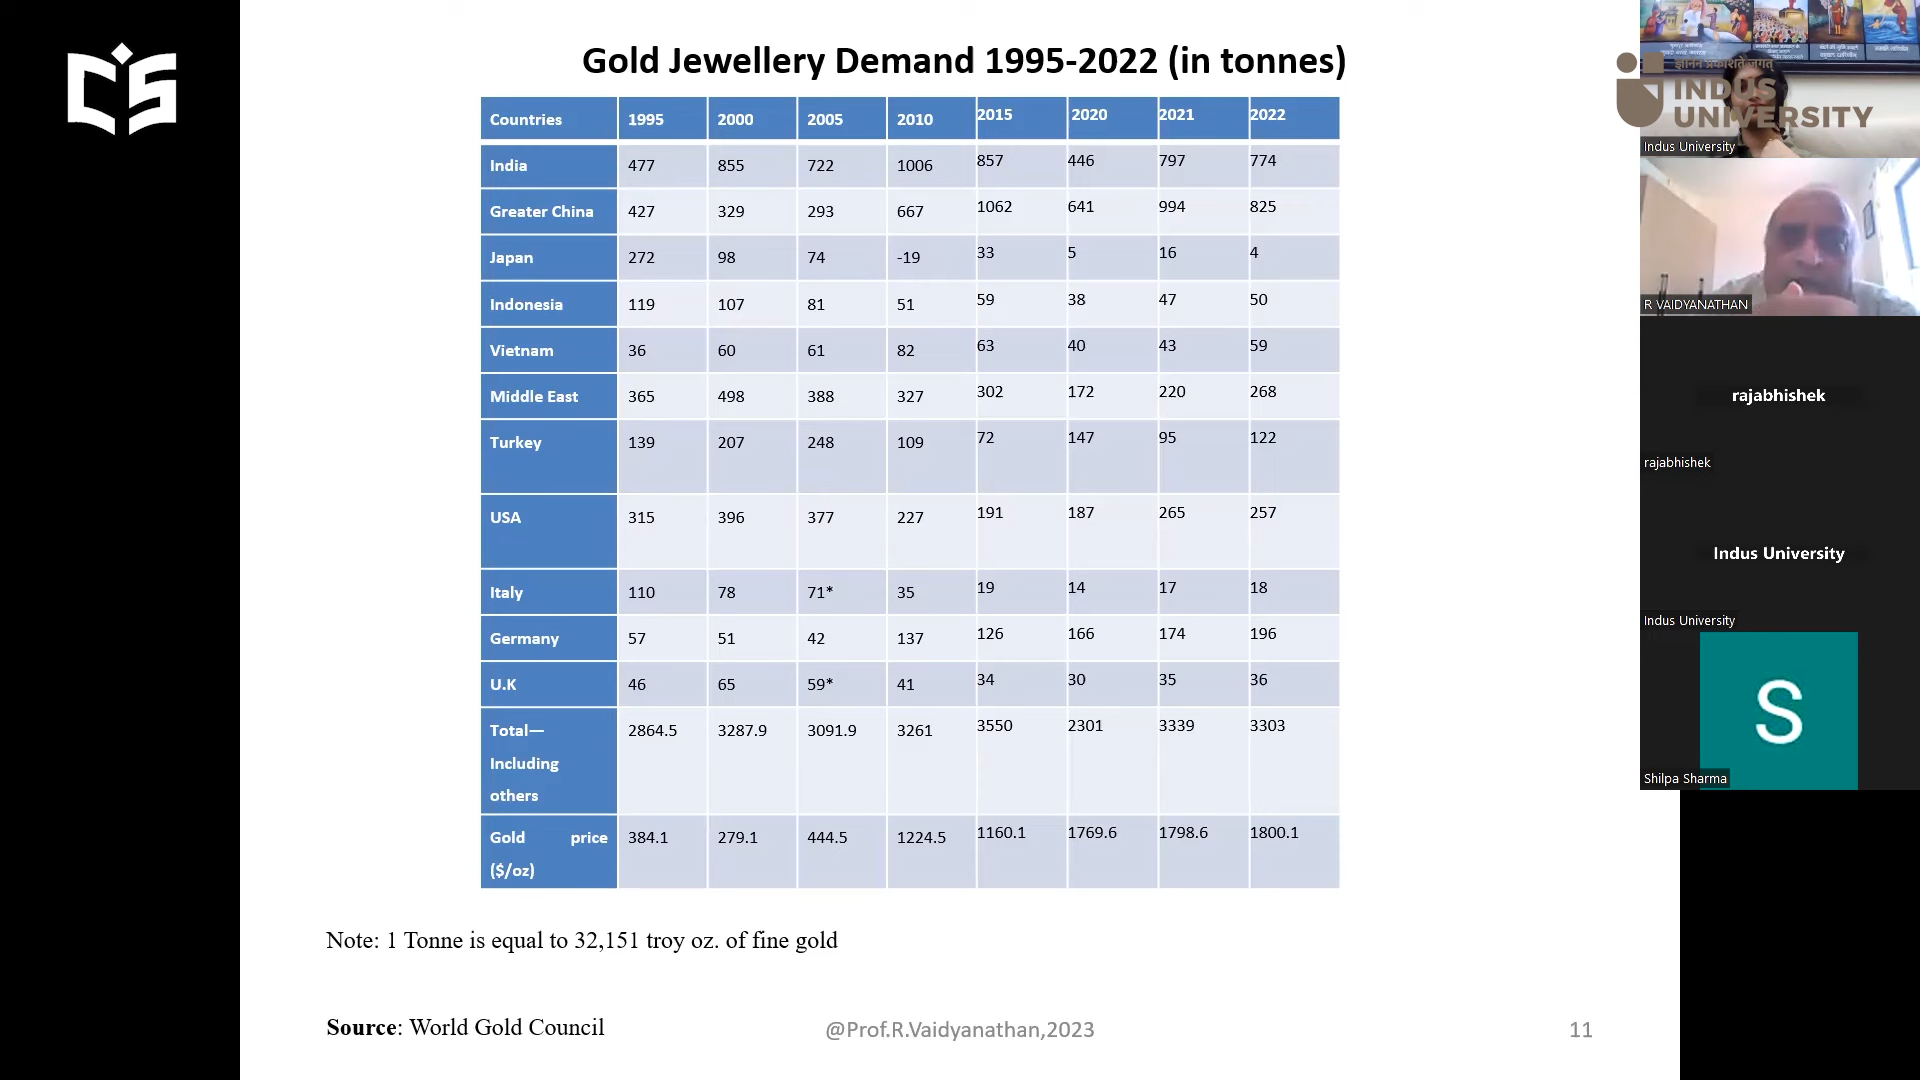 Gold Jewellery Demand 1995-2022 (in tonnes)
Countries 1995 2000 2005 2010 2015 2020 2021 2022
India 477 855 722 1006 857 446 797 774
Greater China 427 329 293 667 1062 641 994 825
Japan 272 98 74 -19 33 5 16 4
Indonesia 119 107 81 51 59 38 47 50
Vietnam 36 60 61 82 63 40 43 59
Middle East 365 498 388 327 302 172 220 268
Turkey 139 207 248 109 72 147 95 122
USA 315 396 377 227 191 187 265 257
Italy 110 78 71* 35 19 14 17 18
Germany 57 51 42 137 126 166 174 196
U.K 46 65 59* 41 34 30 35 36
Total— 2864.5 3287.9 3091.9 3261 3550 2301 3339 3303
Including
others
Gold price 384.1 279.1 444.5 1224.5 1160.1 1769.6 1798.6 1800.1
($/oz)
Note: 1 Tonne is equal to 32,151 troy oz. of fine gold
Source: World Gold Council
@Prof.R.Vaidyanathan,2023
11
CS
INDUS
UNIVERSITY
Indus University
R VAIDYANATHAN
rajabhishek
rajabhishek
Indus University
Indus University
S
Shilpa Sharma